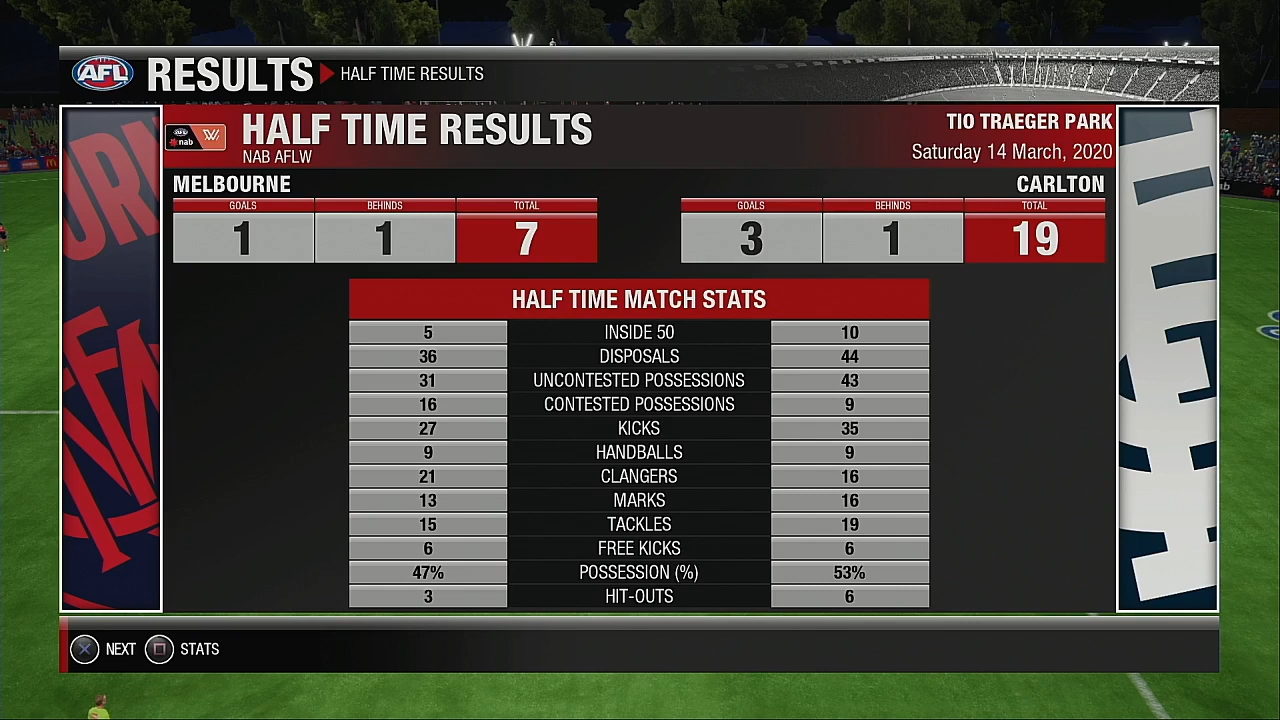 AFL RESULTS HALF TIME RESULTS
AFL nab W HALF TIME RESULTS TIO TRAEGER PARK
NAB AFLW Saturday 14 March, 2020
MELBOURNE CARLTON
GOALS BEHINDS TOTAL GOALS BEHINDS TOTAL
1 1 7 3 1 19
HALF TIME MATCH STATS
5 INSIDE 50 10
36 DISPOSALS 44
31 UNCONTESTED POSSESSIONS 43
16 CONTESTED POSSESSIONS 9
27 KICKS 35
9 HANDBALLS 9
21 CLANGERS 16
13 MARKS 16
15 TACKLES 19
6 FREE KICKS 6
47% POSSESSION (%) 53%
3 HIT-OUTS 6
NEXT STATS